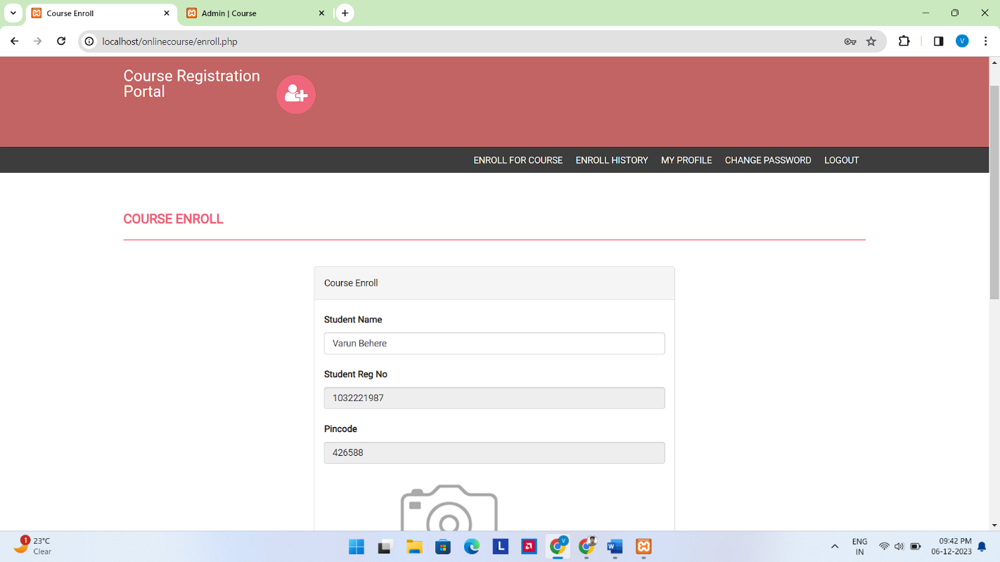 Course Enroll
Admin | Course
localhost/onlinecourse/enroll.php
V
Course Registration
Portal
ENROLL FOR COURSE ENROLL HISTORY MY PROFILE CHANGE PASSWORD LOGOUT
COURSE ENROLL
Course Enroll
Student Name
Varun Behere
Student Reg No
1032221987
Pincode
426588
1
23°C
Clear
L
V
W
ENG
IN
09:42 PM
06-12-2023